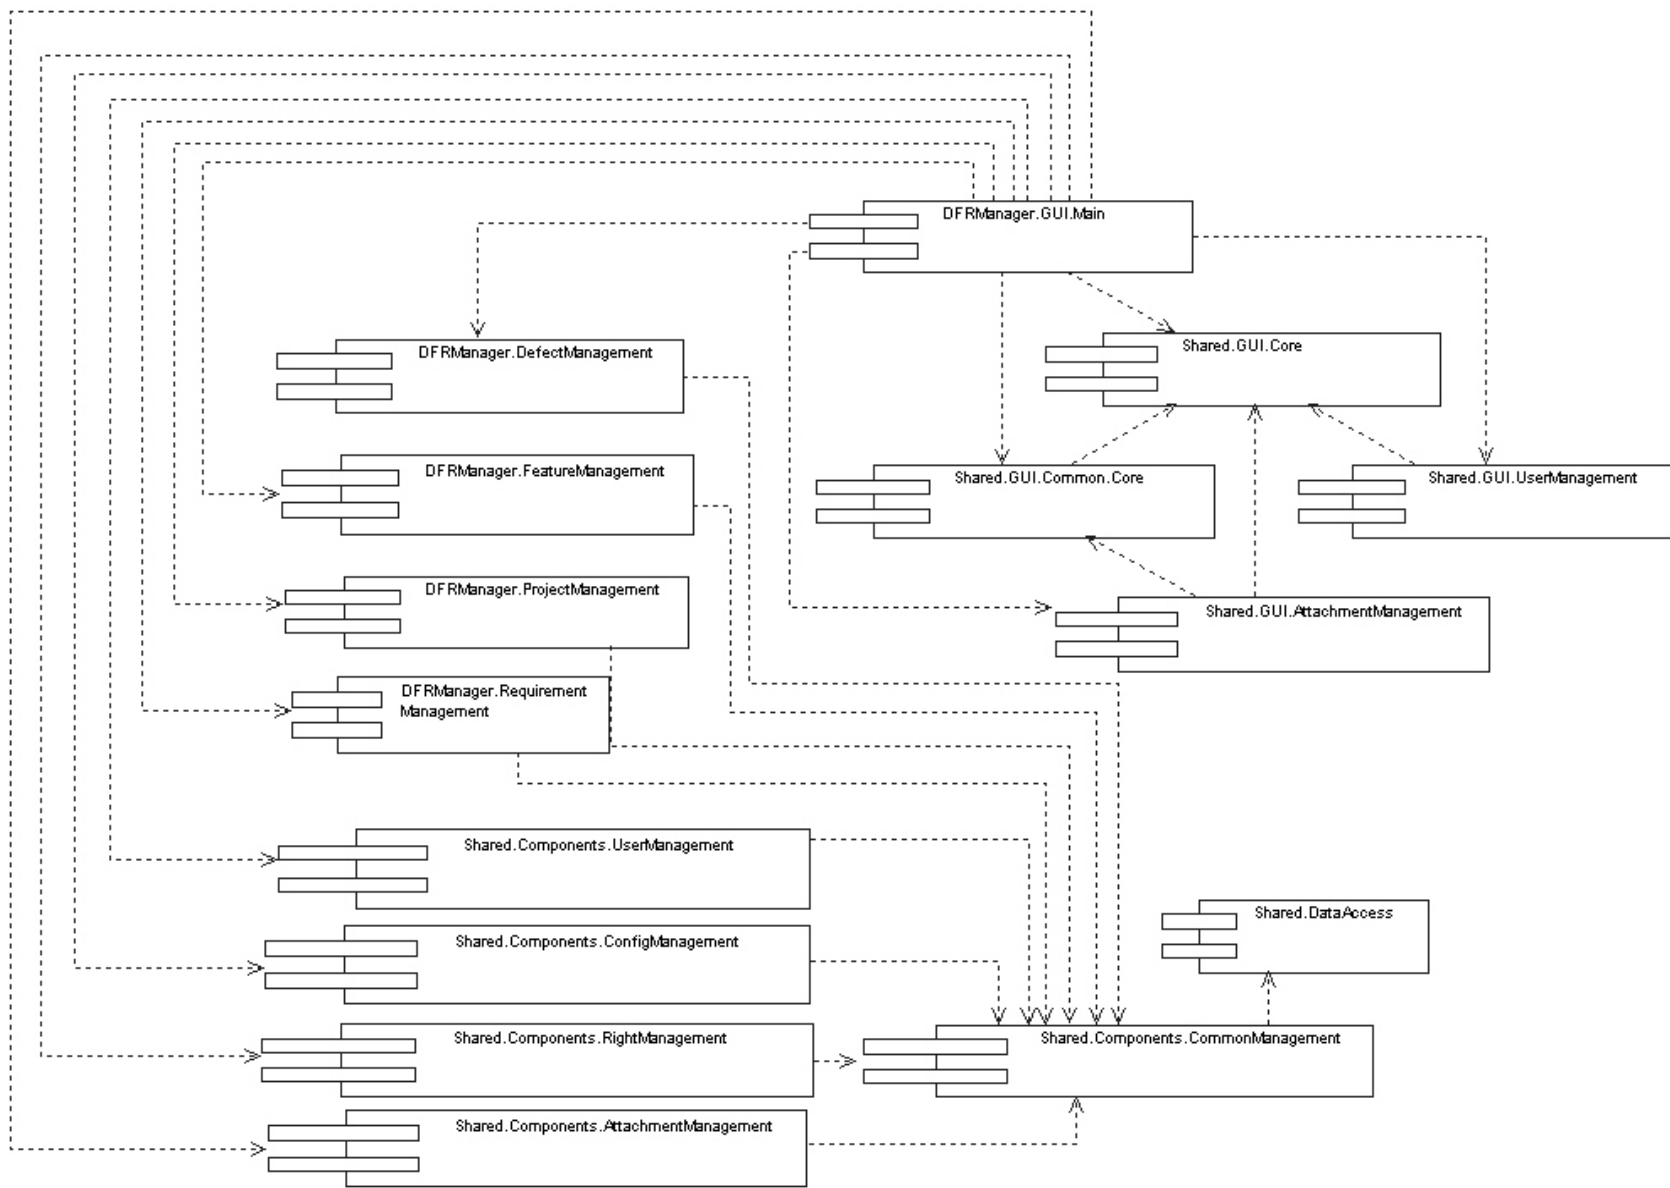 DFRManager.GUI.Main
DFRManager.DefectManagement
Shared.GUI.Core
DFRManager.FeatureManagement
Shared.GUI.Common.Core
Shared.GUI.UserManagement
DFRManager.ProjectManagement
Shared.GUI.AttachmentManagement
DFRManager.Requirement
Management
Shared.Components.UserManagement
Shared.DataAccess
Shared.Components.ConfigManagement
Shared.Components.RightManagement
Shared.Components.CommonManagement
Shared.Components.AttachmentManagement